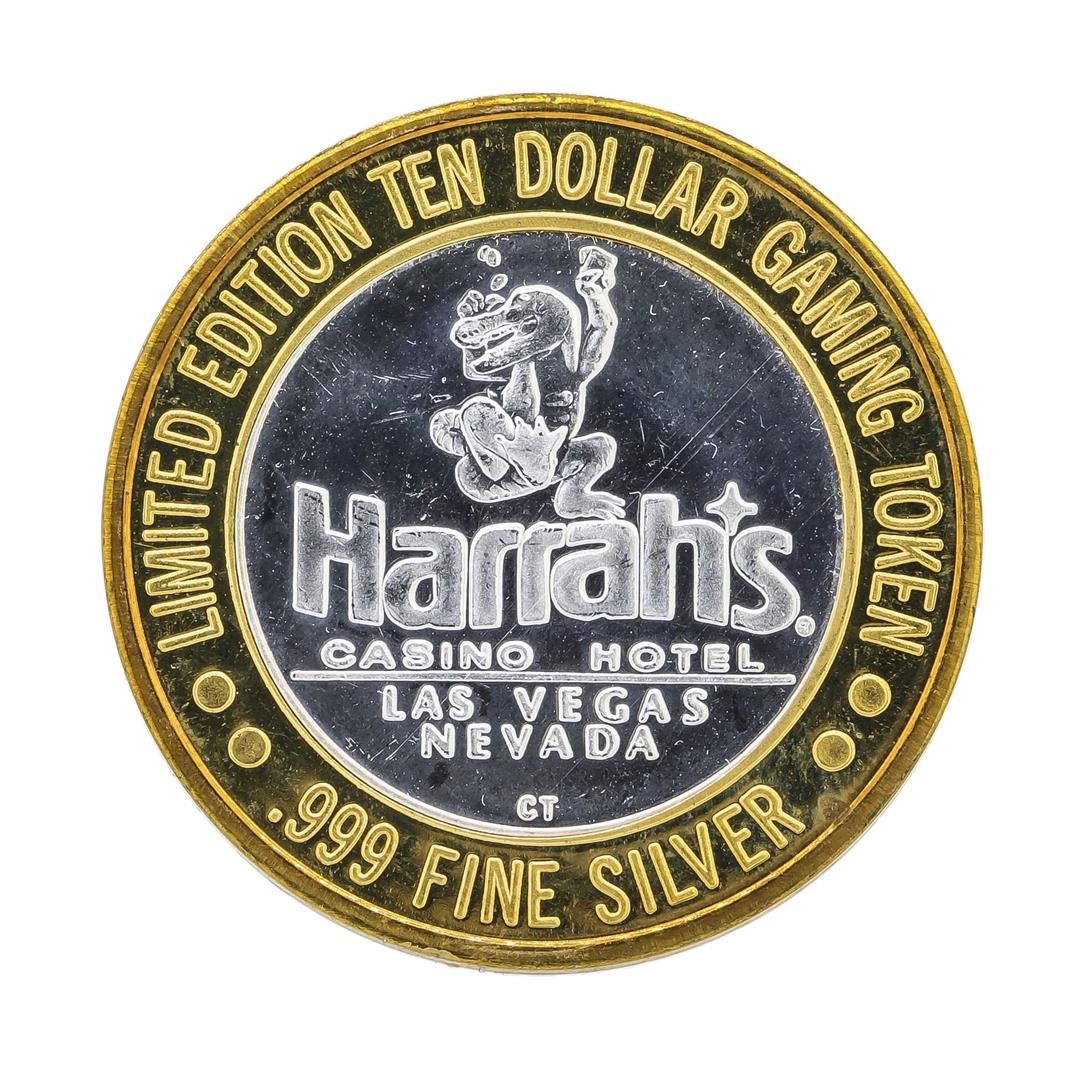 LIMITED EDITION TEN DOLLAR GAMING TOKEN
Harrah's®
CASINO HOTEL
LAS VEGAS
NEVADA
CT
.999 FINE SILVER